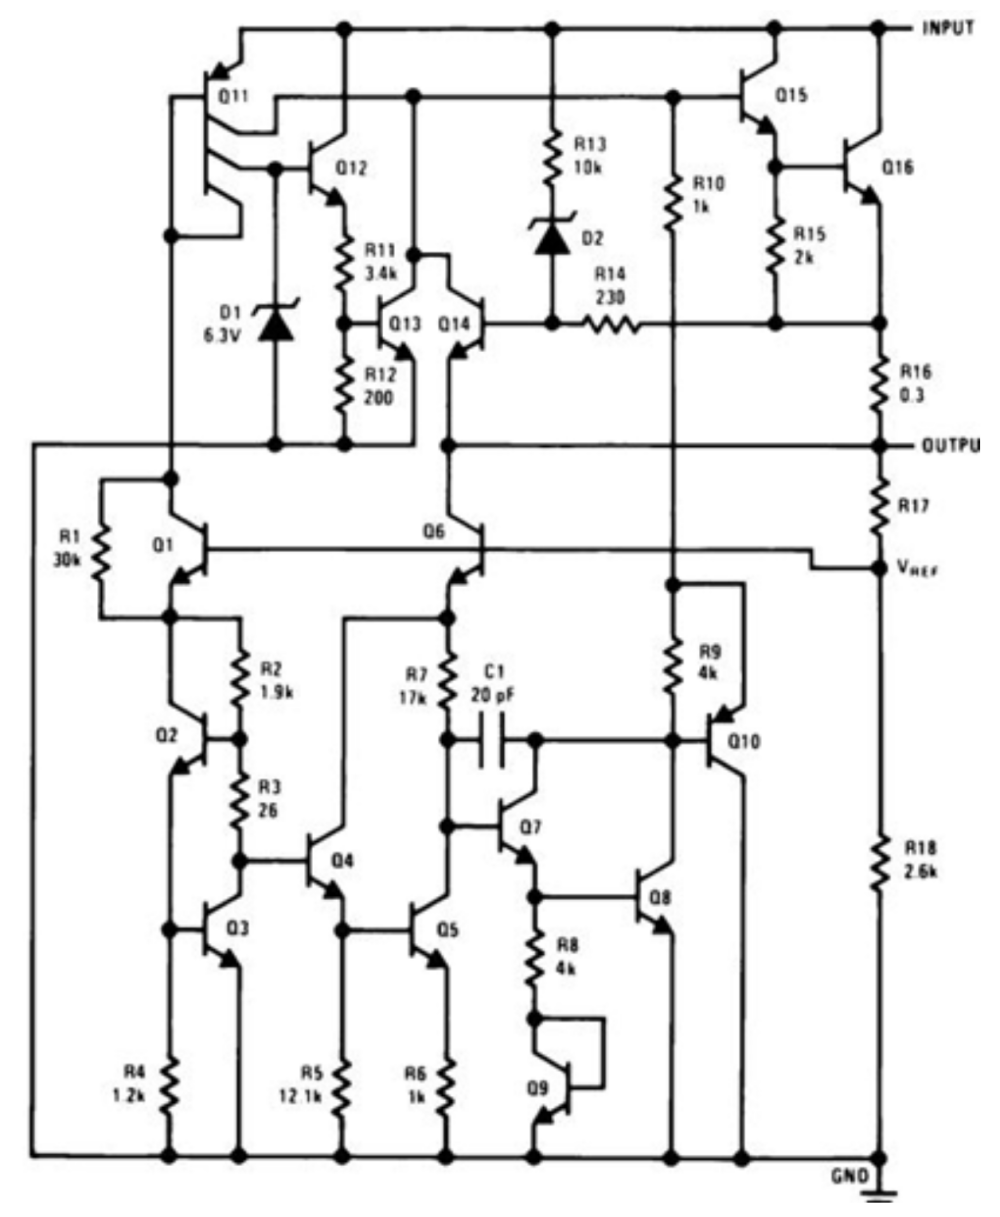 INPUT
Q11
Q15
Q12
R13
10k
Q16
R10
1k
D2
R15
2k
R11
3.4k
R14
230
D1
6.3V
Q13
Q14
R12
200
R16
0.3
OUTPU
R17
R1
30k
Q1
Q6
VREF
R2
1.9k
R7
17k
C1
20 pF
R9
4k
Q2
Q10
R3
26
Q7
Q4
R18
2.6k
Q3
Q5
Q8
R8
4k
R4
1.2k
R5
12.1k
R6
1k
Q9
GND